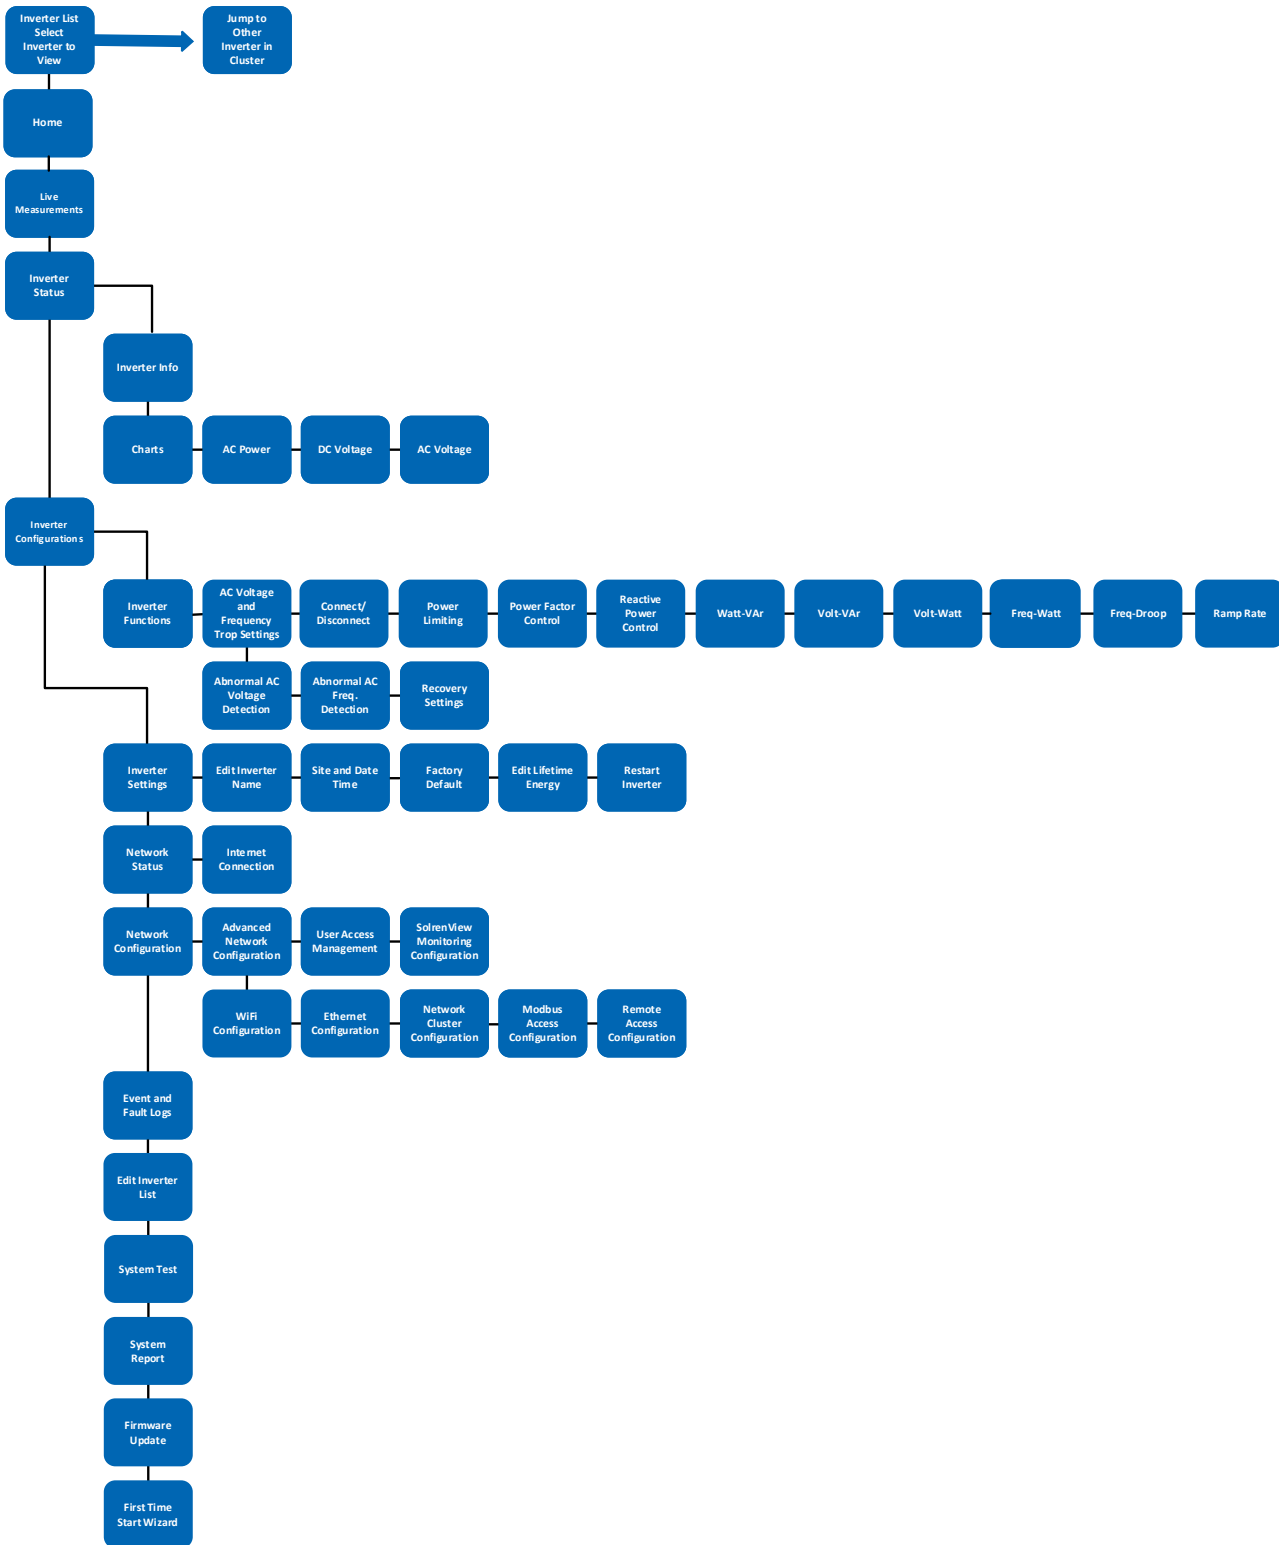 Inverter List
Select
Inverter to
View
Jump to
Other
Inverter in
Cluster
Home
Live
Measurements
Inverter
Status
Inverter Info
Charts
AC Power
DC Voltage
AC Voltage
Inverter
Configurations
Inverter
Functions
AC Voltage
and
Frequency
Trop Settings
Connect/
Disconnect
Power
Limiting
Power Factor
Control
Reactive
Power
Control
Watt-VAr
Volt-VAr
Volt-Watt
Freq-Watt
Freq-Droop
Ramp Rate
Abnormal AC
Voltage
Detection
Abnormal AC
Freq.
Detection
Recovery
Settings
Inverter
Settings
Edit Inverter
Name
Site and Date
Time
Factory
Default
Edit Lifetime
Energy
Restart
Inverter
Network
Status
Internet
Connection
Network
Configuration
Advanced
Network
Configuration
User Access
Management
SolrenView
Monitoring
Configuration
WiFi
Configuration
Ethernet
Configuration
Network
Cluster
Configuration
Modbus
Access
Configuration
Remote
Access
Configuration
Event and
Fault Logs
Edit Inverter
List
System Test
System
Report
Firmware
Update
First Time
Start Wizard